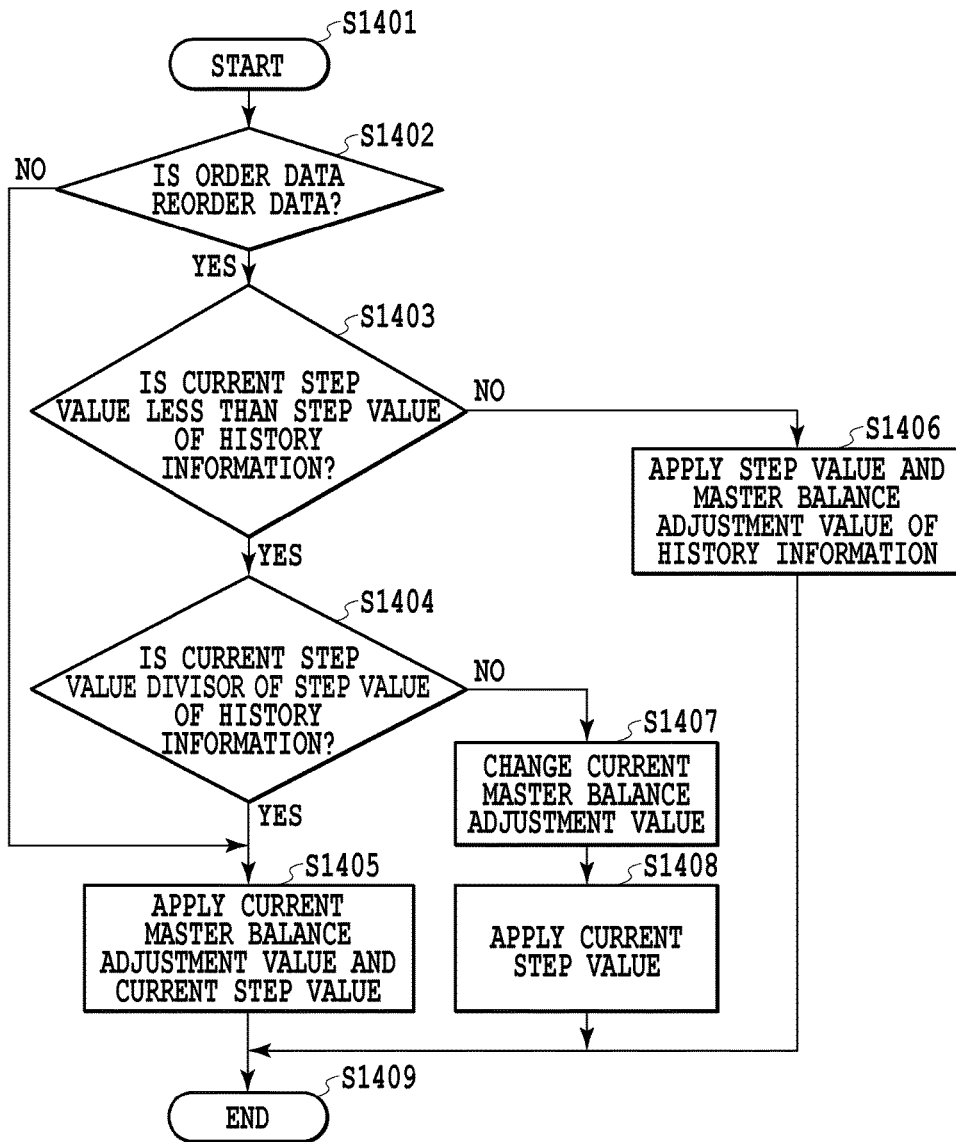 S1401
START
S1402
NO
IS ORDER DATA
REORDER DATA?
YES
S1403
IS CURRENT STEP
VALUE LESS THAN STEP VALUE
OF HISTORY
INFORMATION?
NO
S1406
APPLY STEP VALUE AND
MASTER BALANCE
ADJUSTMENT VALUE OF
HISTORY INFORMATION
YES
S1404
IS CURRENT STEP
VALUE DIVISOR OF STEP VALUE
OF HISTORY
INFORMATION?
NO
S1407
CHANGE CURRENT
MASTER BALANCE
ADJUSTMENT VALUE
YES
S1405
APPLY CURRENT
MASTER BALANCE
ADJUSTMENT VALUE AND
CURRENT STEP VALUE
S1408
APPLY CURRENT
STEP VALUE
S1409
END